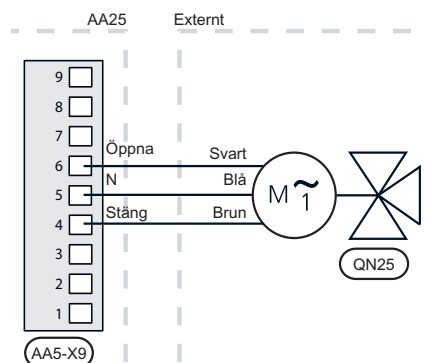 AA25 Externt
9
8
7
6 Öppna Svart
5 N Blå
4 Stäng Brun
3
2
1
M ~ 1
QN25
AA5-X9